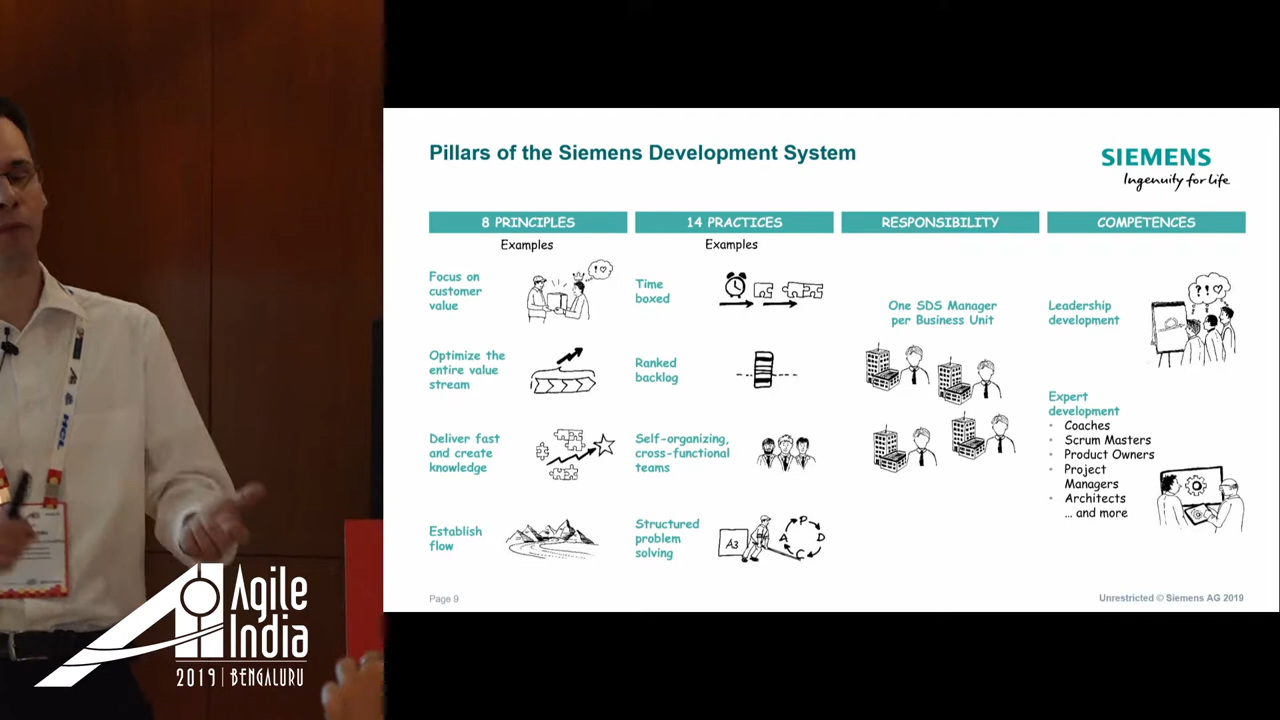 Pillars of the Siemens Development System
SIEMENS
Ingenuity for life
8 PRINCIPLES
Examples
Focus on
customer
value
! ♡
Optimize the
entire value
stream
Deliver fast
and create
knowledge
Establish
flow
14 PRACTICES
Examples
Time
boxed
Ranked
backlog
Self-organizing,
cross-functional
teams
Structured
problem
solving
A3
P
D
C
A
RESPONSIBILITY
One SDS Manager
per Business Unit
COMPETENCES
Leadership
development
? ! ♡
Expert
development
• Coaches
• Scrum Masters
• Product Owners
• Project
Managers
• Architects
... and more
Page 9
Unrestricted © Siemens AG 2019
HCL
Agile
India
2019 | BENGALURU